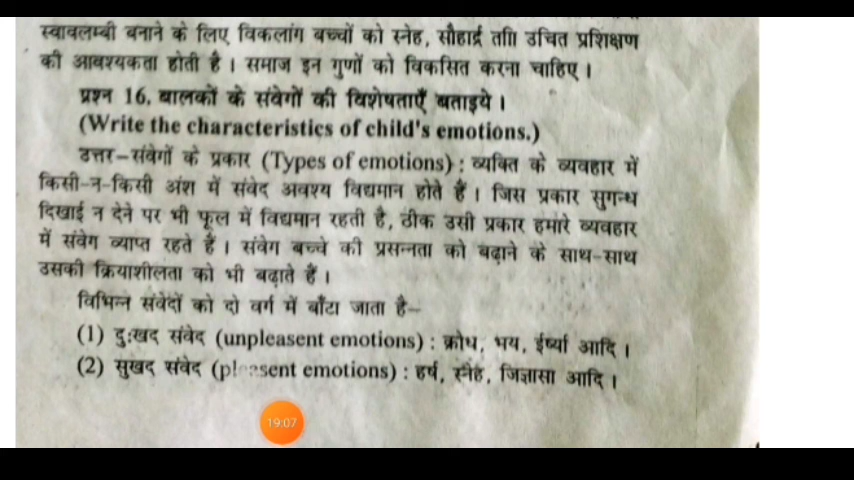 स्वावलम्बी बनाने के लिए विकलांग बच्चों को स्नेह, सौहार्द्र तथाा उचित प्रशिक्षण
की आवश्यकता होती है । समाज इन गुणों को विकसित करना चाहिए ।
प्रश्न 16. बालकों के संवेगों की विशेषताएँ बताइये ।
(Write the characteristics of child's emotions.)
उत्तर–संवेगों के प्रकार (Types of emotions) : व्यक्ति के व्यवहार में
किसी-न-किसी अंश में संवेद अवश्य विद्यमान होते हैं । जिस प्रकार सुगन्ध
दिखाई न देने पर भी फूल में विद्यमान रहती है, ठीक उसी प्रकार हमारे व्यवहार
में संवेग व्याप्त रहते हैं । संवेग बच्चे की प्रसन्नता को बढ़ाने के साथ-साथ
उसकी क्रियाशीलता को भी बढ़ाते हैं ।
विभिन्न संवेदों को दो वर्ग में बाँटा जाता है–
(1) दुःखद संवेद (unpleasent emotions) : क्रोध, भय, ईर्ष्या आदि ।
(2) सुखद संवेद (pleasent emotions) : हर्ष, स्नेह, जिज्ञासा आदि ।
19:07